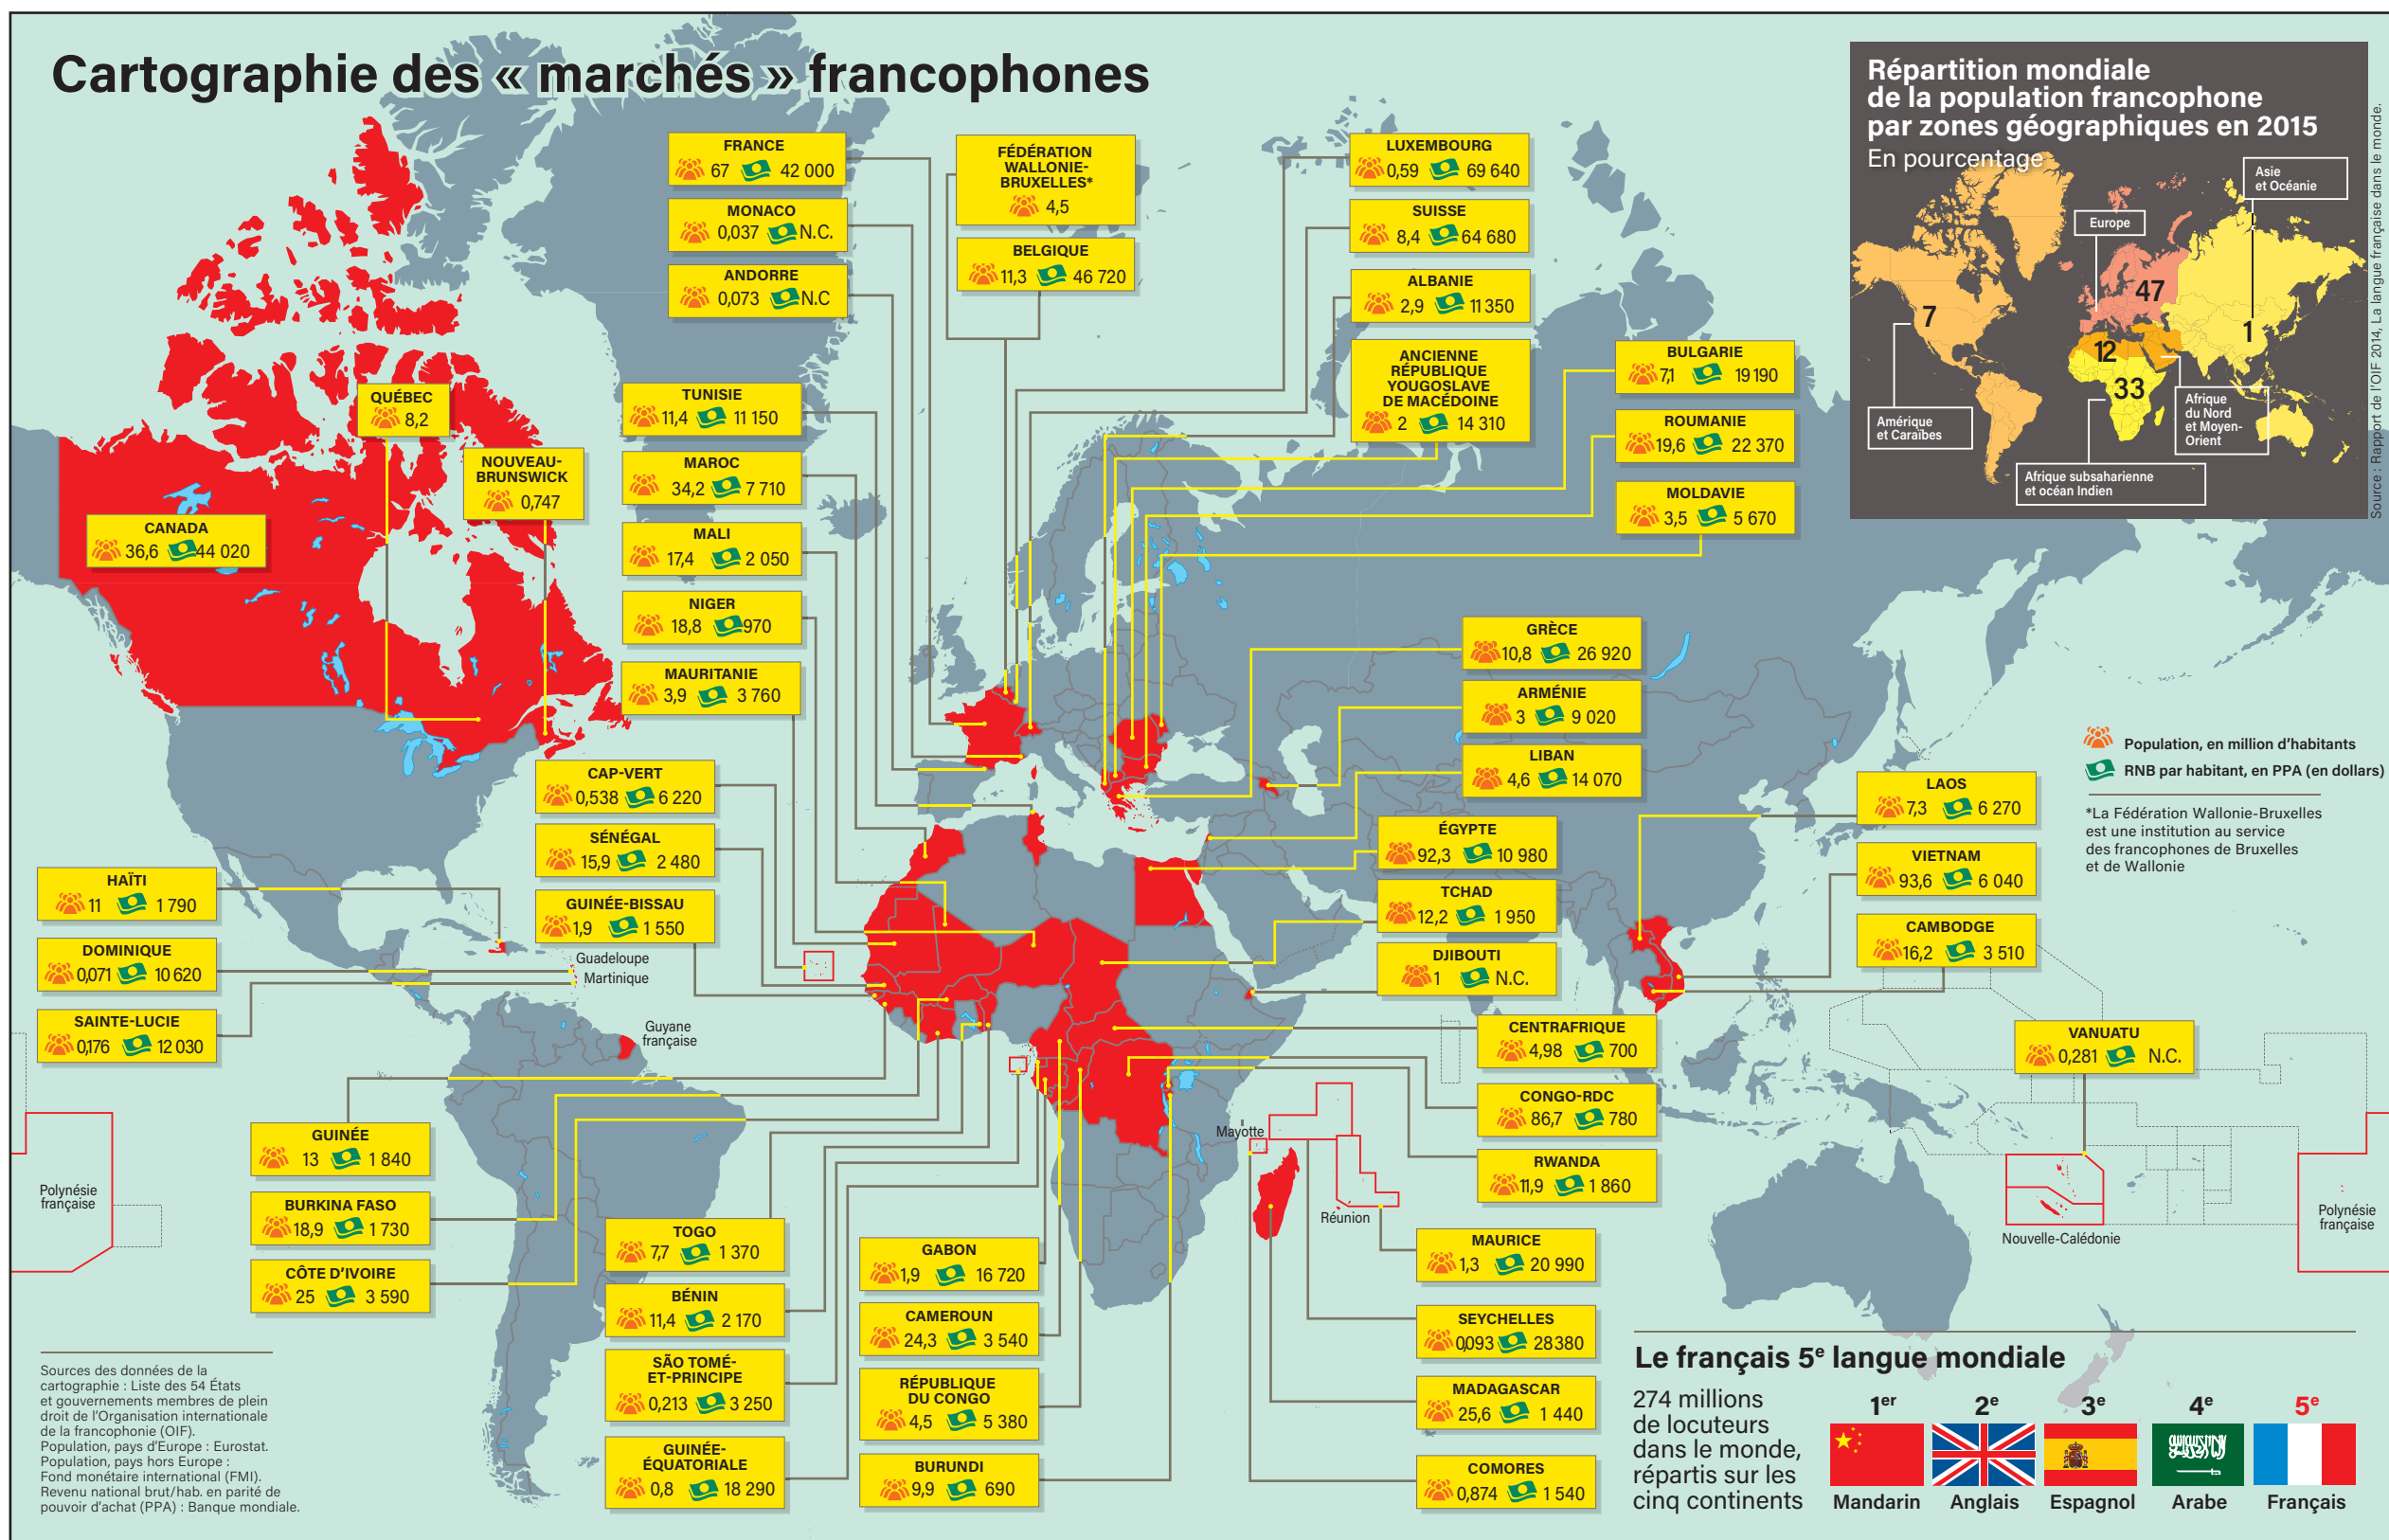 Cartographie des « marchés » francophones
FRANCE
67 42 000
MONACO
0,037 N.C.
ANDORRE
0,073 N.C
FÉDÉRATION
WALLONIE-
BRUXELLES*
4,5
BELGIQUE
11,3 46 720
LUXEMBOURG
0,59 69 640
SUISSE
8,4 64 680
ALBANIE
2,9 11 350
ANCIENNE
RÉPUBLIQUE
YOUGOSLAVE
DE MACÉDOINE
2 14 310
BULGARIE
7,1 19 190
ROUMANIE
19,6 22 370
MOLDAVIE
3,5 5 670
Répartition mondiale
de la population francophone
par zones géographiques en 2015
En pourcentage
Asie
et Océanie
Europe
47
7
1
12
33
Amérique
et Caraïbes
Afrique
du Nord
et Moyen-
Orient
Afrique subsaharienne
et océan Indien
Source : Rapport de l'OIF 2014, La langue française dans le monde.
QUÉBEC
8,2
NOUVEAU-
BRUNSWICK
0,747
CANADA
36,6 44 020
TUNISIE
11,4 11 150
MAROC
34,2 7 710
MALI
17,4 2 050
NIGER
18,8 970
MAURITANIE
3,9 3 760
CAP-VERT
0,538 6 220
SÉNÉGAL
15,9 2 480
GUINÉE-BISSAU
1,9 1 550
GRÈCE
10,8 26 920
ARMÉNIE
3 9 020
LIBAN
4,6 14 070
ÉGYPTE
92,3 10 980
TCHAD
12,2 1 950
DJIBOUTI
1 N.C.
Population, en million d'habitants
RNB par habitant, en PPA (en dollars)
*La Fédération Wallonie-Bruxelles
est une institution au service
des francophones de Bruxelles
et de Wallonie
LAOS
7,3 6 270
VIETNAM
93,6 6 040
CAMBODGE
16,2 3 510
HAÏTI
11 1 790
DOMINIQUE
0,071 10 620
SAINTE-LUCIE
0,176 12 030
Guadeloupe
Martinique
Guyane
française
CENTRAFRIQUE
4,98 700
CONGO-RDC
86,7 780
RWANDA
11,9 1 860
VANUATU
0,281 N.C.
Mayotte
Réunion
Polynésie
française
Nouvelle-Calédonie
Polynésie
française
GUINÉE
13 1 840
BURKINA FASO
18,9 1 730
CÔTE D'IVOIRE
25 3 590
TOGO
7,7 1 370
BÉNIN
11,4 2 170
SÃO TOMÉ-
ET-PRINCIPE
0,213 3 250
GUINÉE-
ÉQUATORIALE
0,8 18 290
GABON
1,9 16 720
CAMEROUN
24,3 3 540
RÉPUBLIQUE
DU CONGO
4,5 5 380
BURUNDI
9,9 690
MAURICE
1,3 20 990
SEYCHELLES
0,093 28380
MADAGASCAR
25,6 1 440
COMORES
0,874 1 540
Sources des données de la
cartographie : Liste des 54 États
et gouvernements membres de plein
droit de l'Organisation internationale
de la francophonie (OIF).
Population, pays d'Europe : Eurostat.
Population, pays hors Europe :
Fond monétaire international (FMI).
Revenu national brut/hab. en parité de
pouvoir d'achat (PPA) : Banque mondiale.
Le français 5e langue mondiale
274 millions
de locuteurs
dans le monde,
répartis sur les
cinq continents
1er 2e 3e 4e 5e
Mandarin Anglais Espagnol Arabe Français